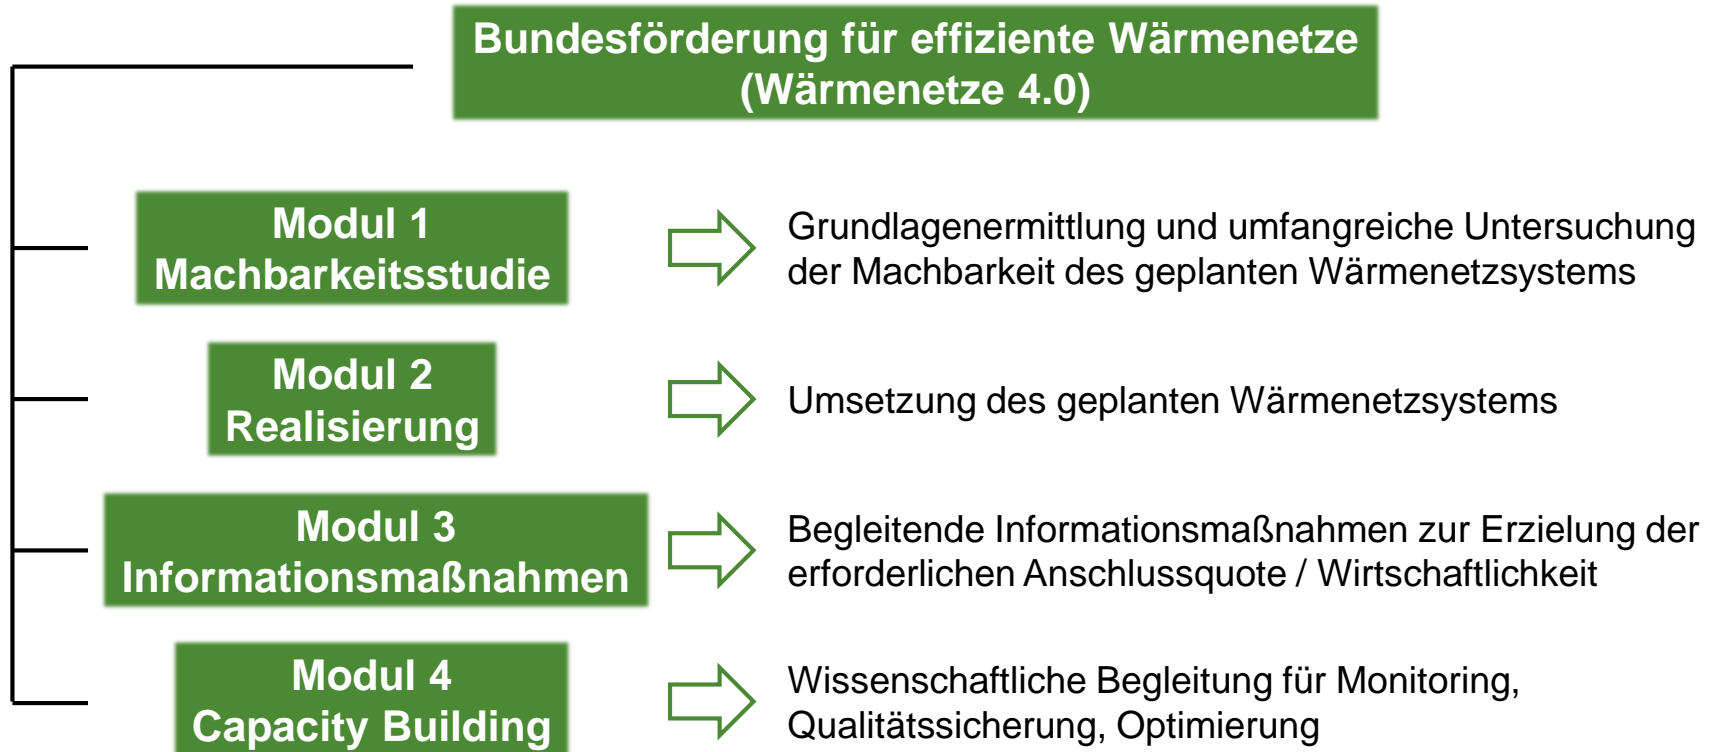 Bundesförderung für effiziente Wärmenetze
(Wärmenetze 4.0)
Modul 1
Machbarkeitsstudie
Grundlagenermittlung und umfangreiche Untersuchung
der Machbarkeit des geplanten Wärmenetzsystems
Modul 2
Realisierung
Umsetzung des geplanten Wärmenetzsystems
Modul 3
Informationsmaßnahmen
Begleitende Informationsmaßnahmen zur Erzielung der
erforderlichen Anschlussquote / Wirtschaftlichkeit
Modul 4
Capacity Building
Wissenschaftliche Begleitung für Monitoring,
Qualitätssicherung, Optimierung